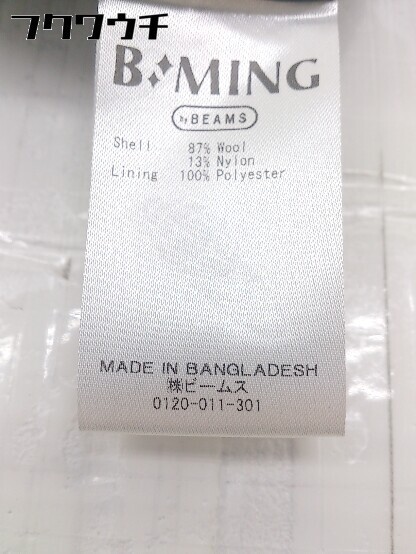 フクウウチ
B:MING
by BEAMS
Shell 87% Wool
13% Nylon
Lining 100% Polyester
MADE IN BANGLADESH
㈱ビームス
0120-011-301